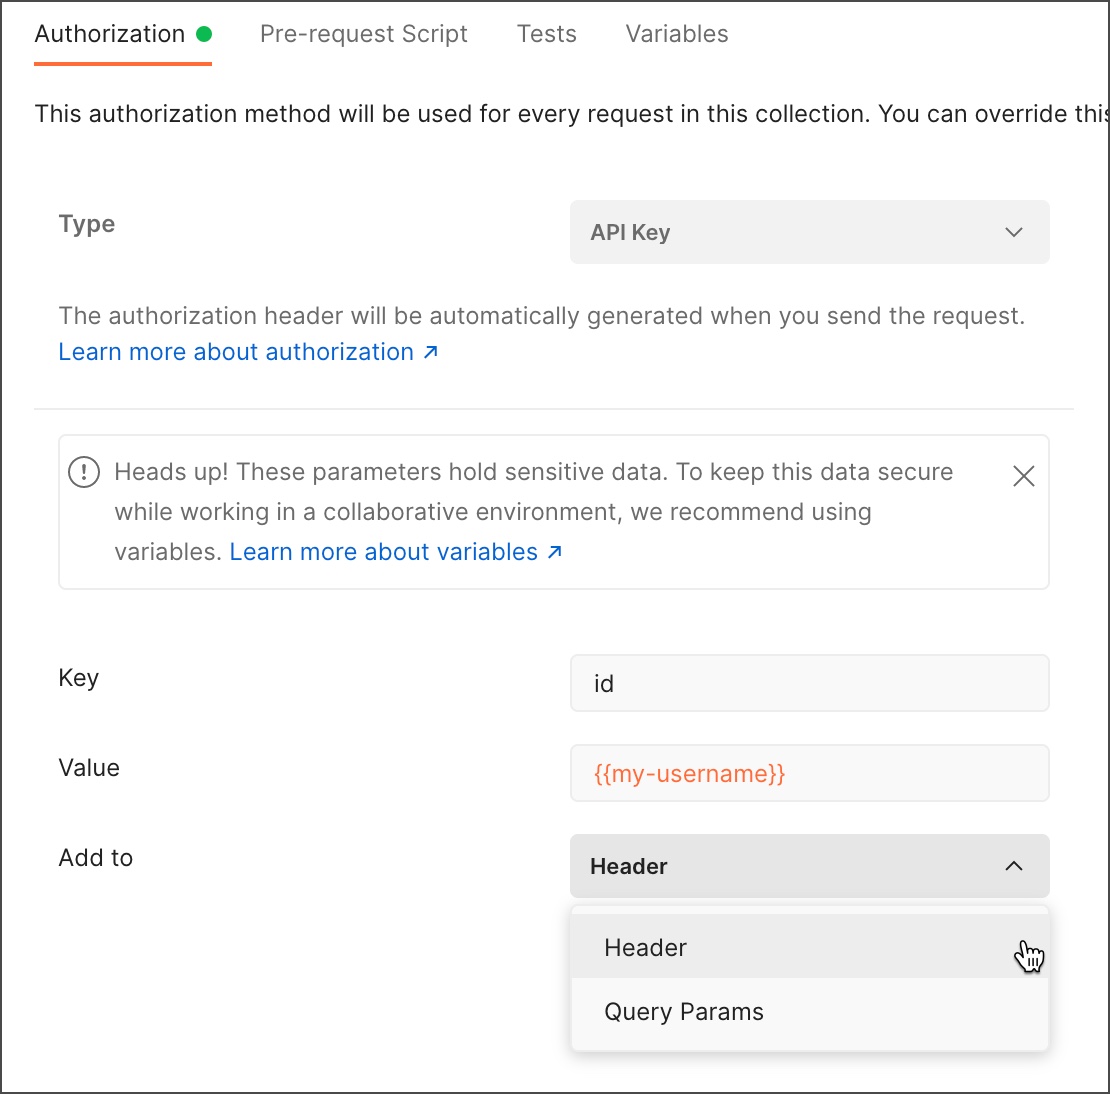 Authorization
Pre-request Script
Tests
Variables
This authorization method will be used for every request in this collection. You can override this
Type
API Key
The authorization header will be automatically generated when you send the request.
Learn more about authorization ↗
Heads up! These parameters hold sensitive data. To keep this data secure
while working in a collaborative environment, we recommend using
variables. Learn more about variables ↗
Key
id
Value
{{my-username}}
Add to
Header
Header
Query Params